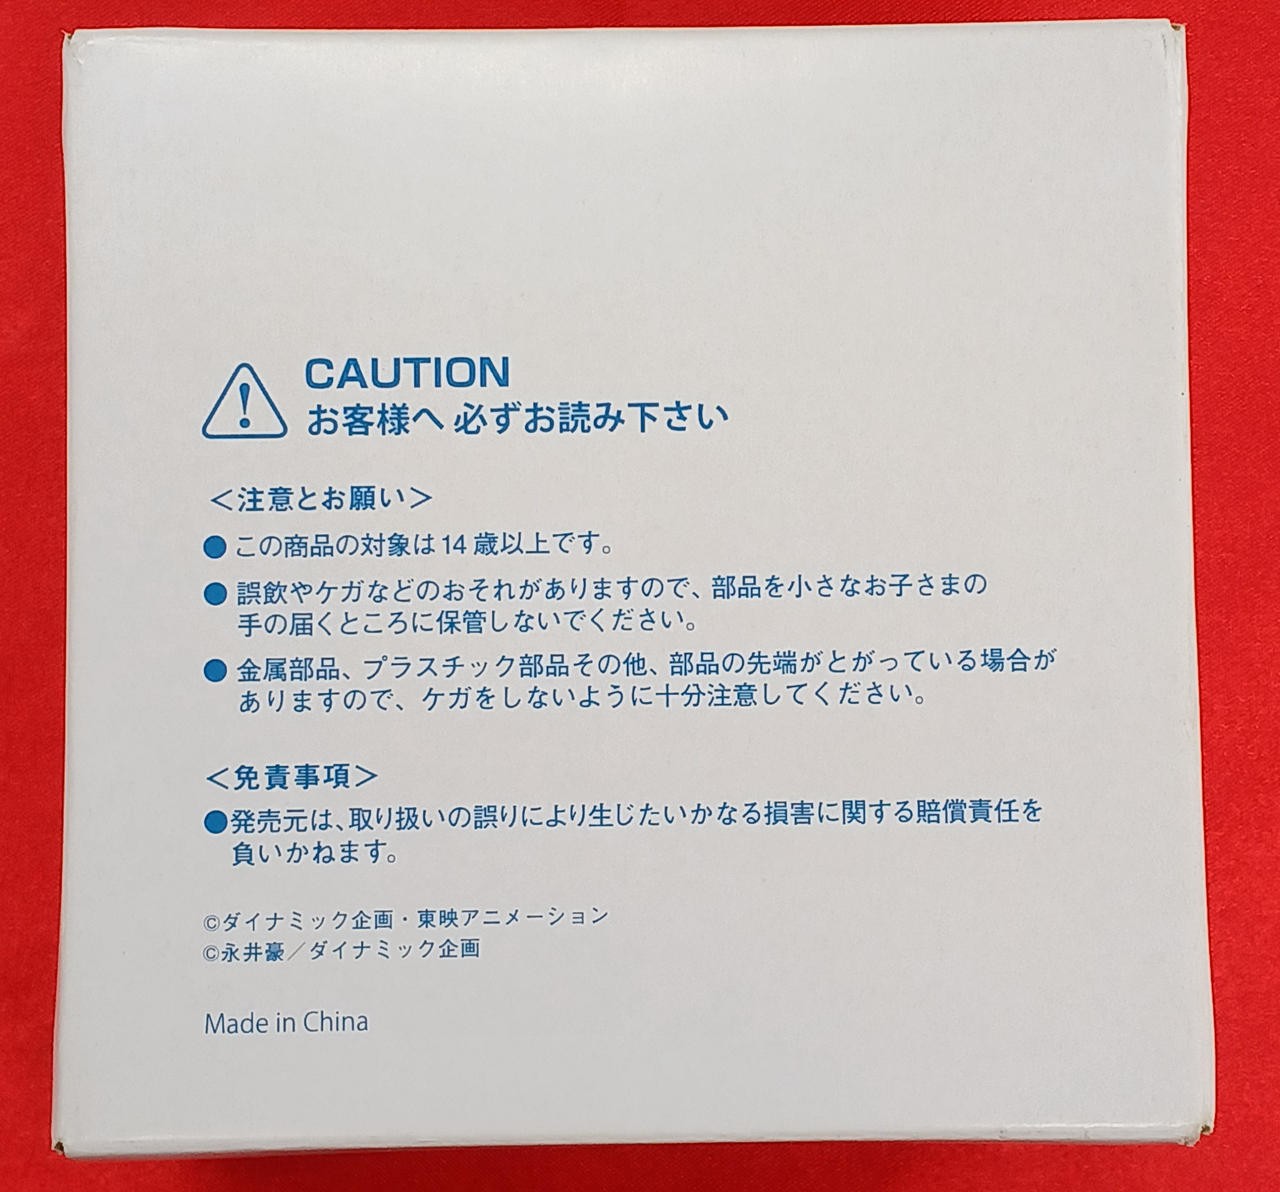 CAUTION
お客様へ 必ずお読み下さい
＜注意とお願い＞
●この商品の対象は14歳以上です。
●誤飲やケガなどのおそれがありますので、部品を小さなお子さまの
手の届くところに保管しないでください。
●金属部品、プラスチック部品その他、部品の先端がとがっている場合が
ありますので、ケガをしないように十分注意してください。
＜免責事項＞
●発売元は、取り扱いの誤りにより生じたいかなる損害に関する賠償責任を
負いかねます。
©ダイナミック企画・東映アニメーション
©永井豪／ダイナミック企画
Made in China